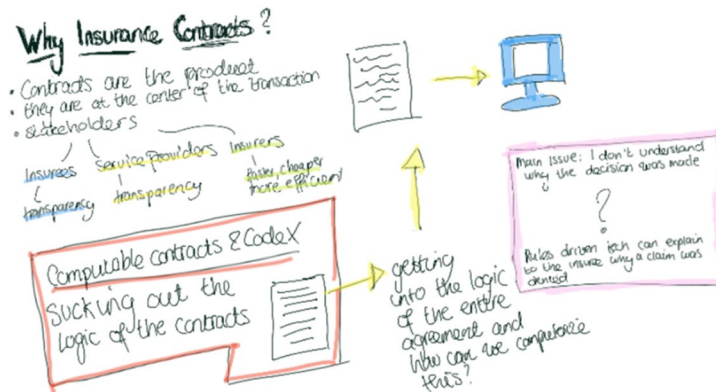 Why Insurance Contracts?
• Contracts are the product
• they are at the center of the transaction
• stakeholders
Insurees
Service providers
Insurers
transparency
transparency
faster, cheaper
more efficient
Computable contracts & CodeX
sucking out the
logic of the contracts
getting
into the logic
of the entire
agreement and
how can we computerise
this?
main issue: I don't understand
why the decision was made
?
Rules driven tech can explain
to the insuree why a claim was
denied